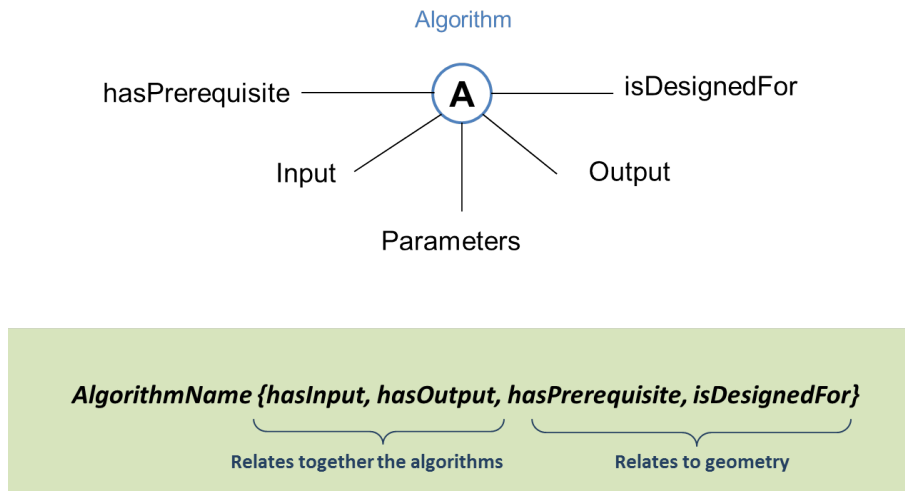 Algorithm
hasPrerequisite
A
isDesignedFor
Input
Output
Parameters
AlgorithmName {hasInput, hasOutput, hasPrerequisite, isDesignedFor}
Relates together the algorithms
Relates to geometry